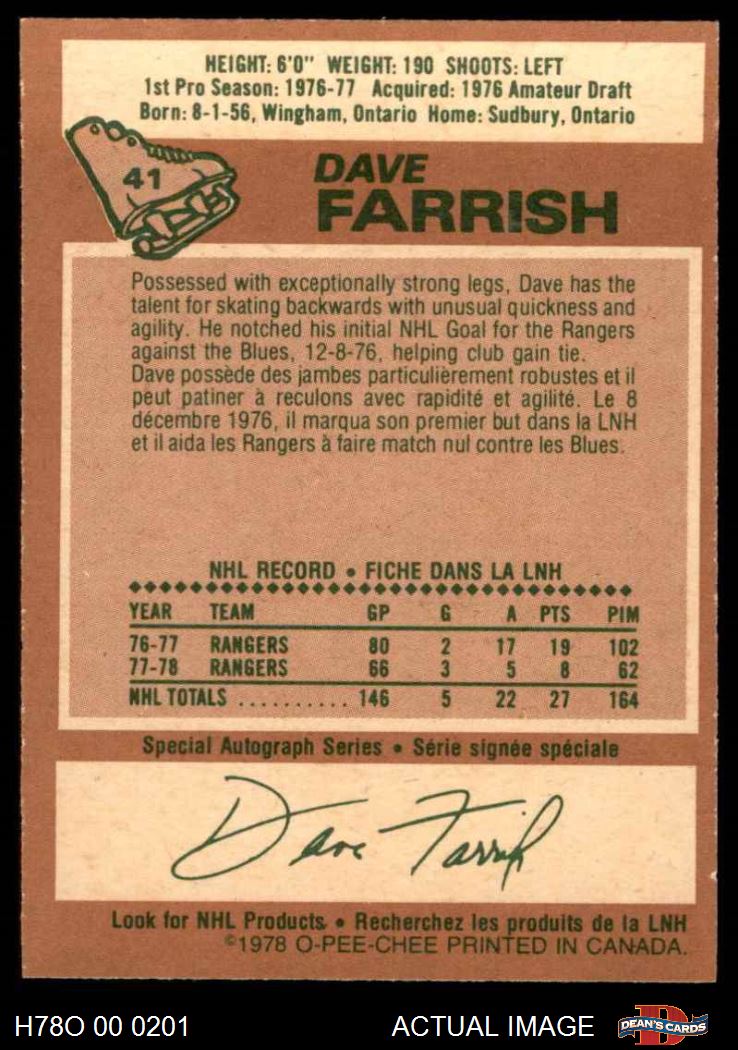 HEIGHT: 6'0" WEIGHT: 190 SHOOTS: LEFT
1st Pro Season: 1976-77 Acquired: 1976 Amateur Draft
Born: 8-1-56, Wingham, Ontario Home: Sudbury, Ontario
41
DAVE
FARRISH
Possessed with exceptionally strong legs, Dave has the
talent for skating backwards with unusual quickness and
agility. He notched his initial NHL Goal for the Rangers
against the Blues, 12-8-76, helping club gain tie.
Dave possède des jambes particulièrement robustes et il
peut patiner à reculons avec rapidité et agilité. Le 8
décembre 1976, il marqua son premier but dans la LNH
et il aida les Rangers à faire match nul contre les Blues.
NHL RECORD • FICHE DANS LA LNH
YEAR TEAM GP G A PTS PIM
76-77 RANGERS 80 2 17 19 102
77-78 RANGERS 66 3 5 8 62
NHL TOTALS .......... 146 5 22 27 164
Special Autograph Series • Série signée spéciale
Dave Farrish
Look for NHL Products • Recherchez les produits de la LNH
©1978 O-PEE-CHEE PRINTED IN CANADA.
H78O 00 0201 ACTUAL IMAGE D DEAN'S CARDS